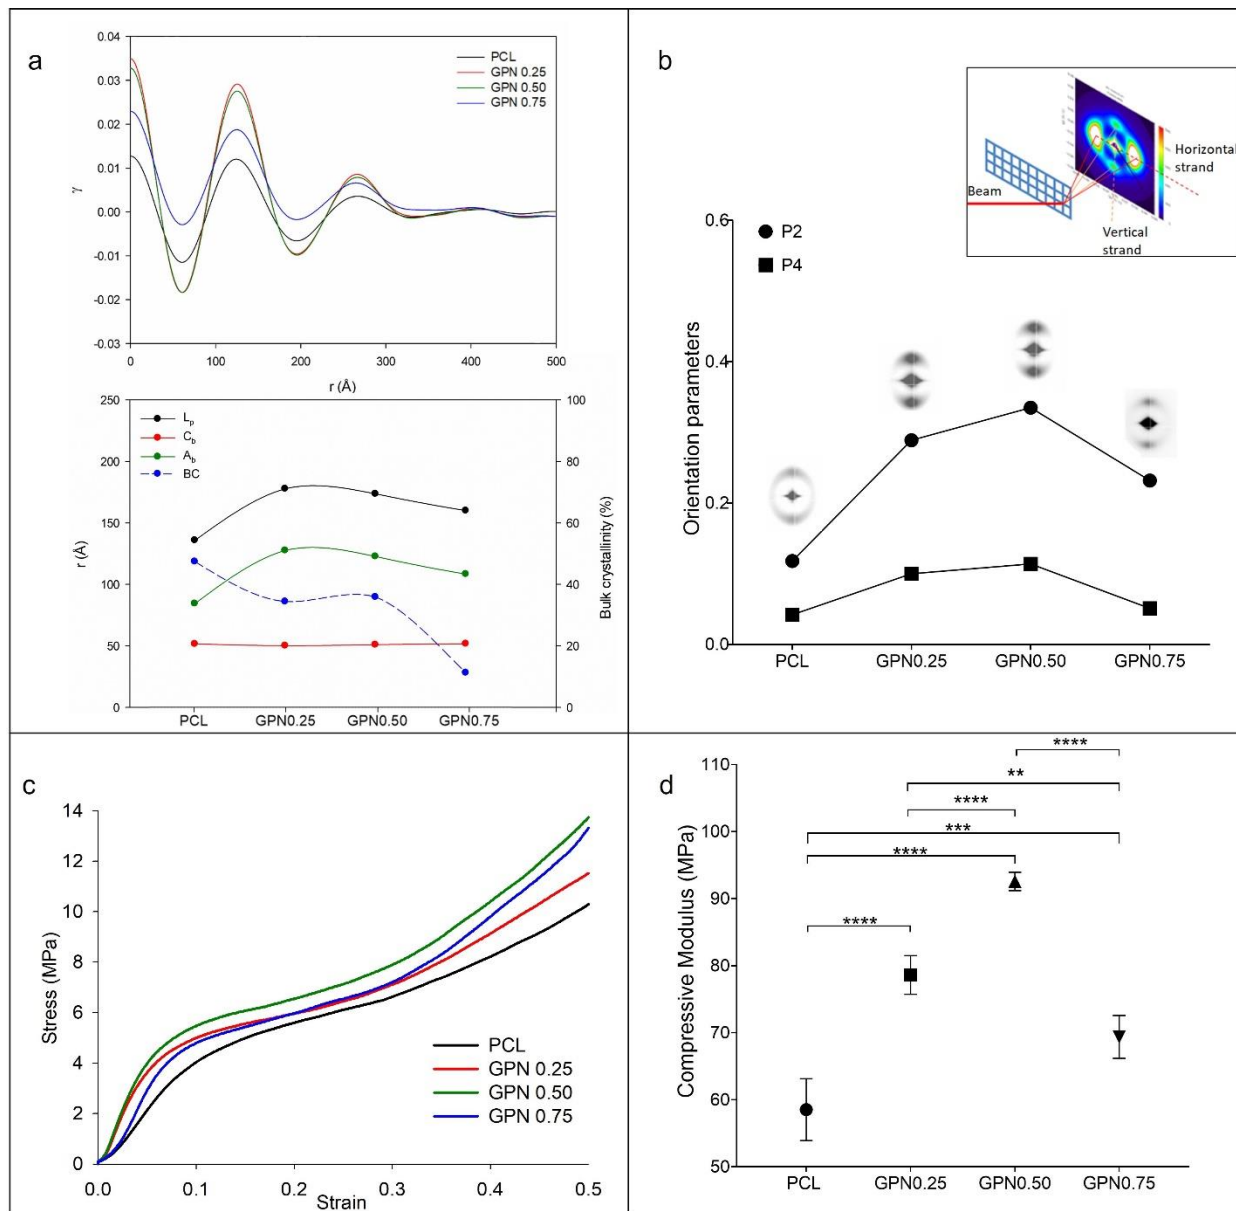 a
0.04
0.03
0.02
0.01
0.00
-0.01
-0.02
-0.03
γ
PCL
GPN 0.25
GPN 0.50
GPN 0.75
0 100 200 300 400 500
r (Å)
250
200
150
100
50
0
r (Å)
Lp
Cb
Ab
BC
100
80
60
40
20
0
Bulk crystallinity (%)
PCL GPN0.25 GPN0.50 GPN0.75
b
Beam
Horizontal
strand
Vertical
strand
P2
P4
0.6
0.4
0.2
0.0
Orientation parameters
PCL GPN0.25 GPN0.50 GPN0.75
c
14
12
10
8
6
4
2
0
Stress (MPa)
PCL
GPN 0.25
GPN 0.50
GPN 0.75
0.0 0.1 0.2 0.3 0.4 0.5
Strain
d
110
100
90
80
70
60
50
Compressive Modulus (MPa)
****
**
****
***
****
****
PCL GPN0.25 GPN0.50 GPN0.75